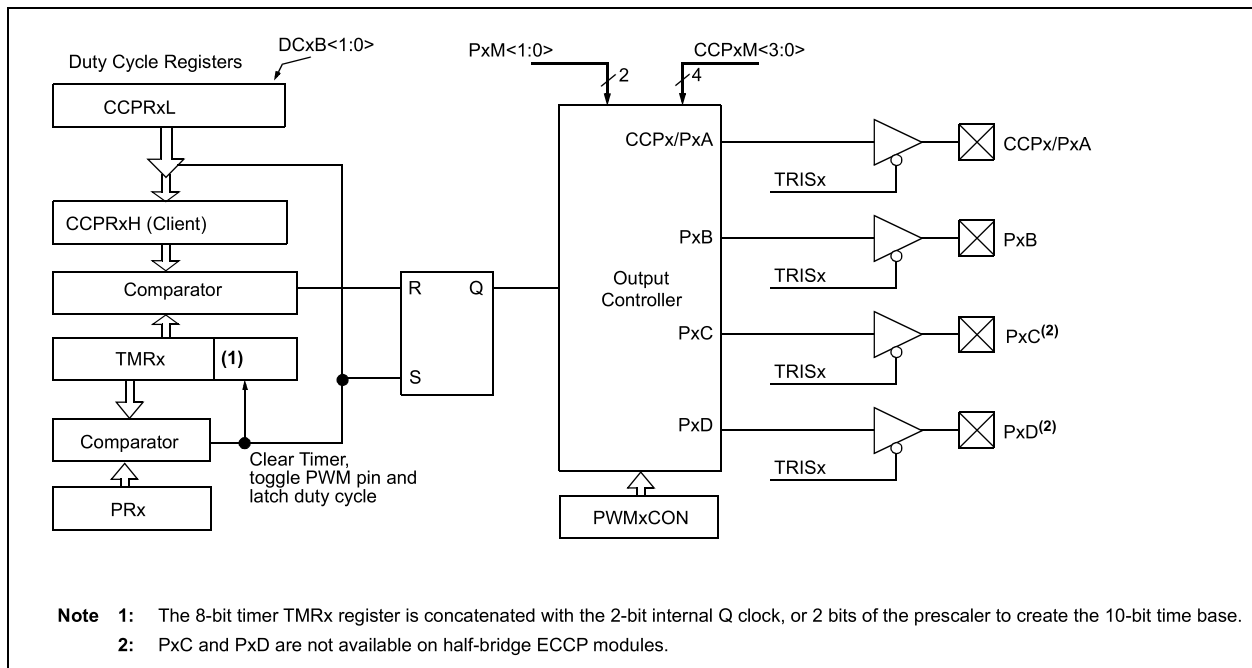 DCxB<1:0>
Duty Cycle Registers
CCPRxL
CCPRxH (Client)
Comparator
TMRx
(1)
Comparator
PRx
Clear Timer,
toggle PWM pin and
latch duty cycle
R
Q
S
PxM<1:0>
2
CCPxM<3:0>
4
CCPx/PxA
PxB
Output
Controller
PxC
PxD
PWMxCON
TRISx
CCPx/PxA
TRISx
PxB
TRISx
PxC(2)
TRISx
PxD(2)
Note 1: The 8-bit timer TMRx register is concatenated with the 2-bit internal Q clock, or 2 bits of the prescaler to create the 10-bit time base.
2: PxC and PxD are not available on half-bridge ECCP modules.